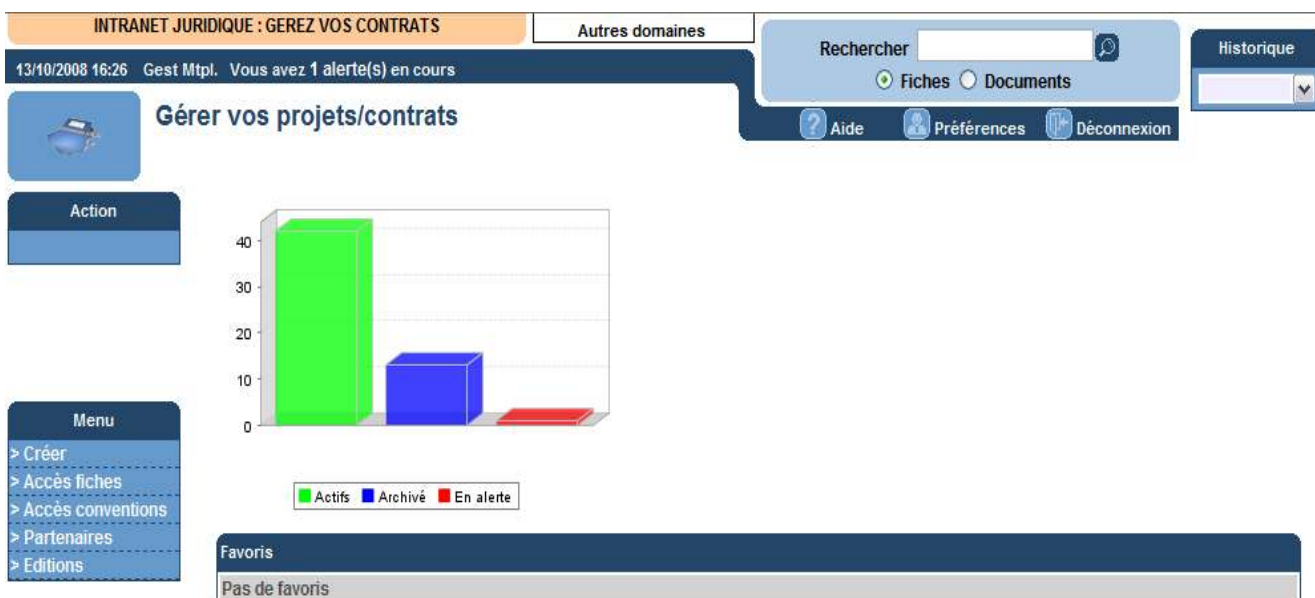 INTRANET JURIDIQUE : GEREZ VOS CONTRATS
Autres domaines
Rechercher
Fiches Documents
Historique
13/10/2008 16:26 Gest Mtpl. Vous avez 1 alerte(s) en cours
Gérer vos projets/contrats
? Aide Préférences Déconnexion
Action
40
30
20
10
0
Actifs Archivé En alerte
Menu
> Créer
> Accès fiches
> Accès conventions
> Partenaires
> Editions
Favoris
Pas de favoris